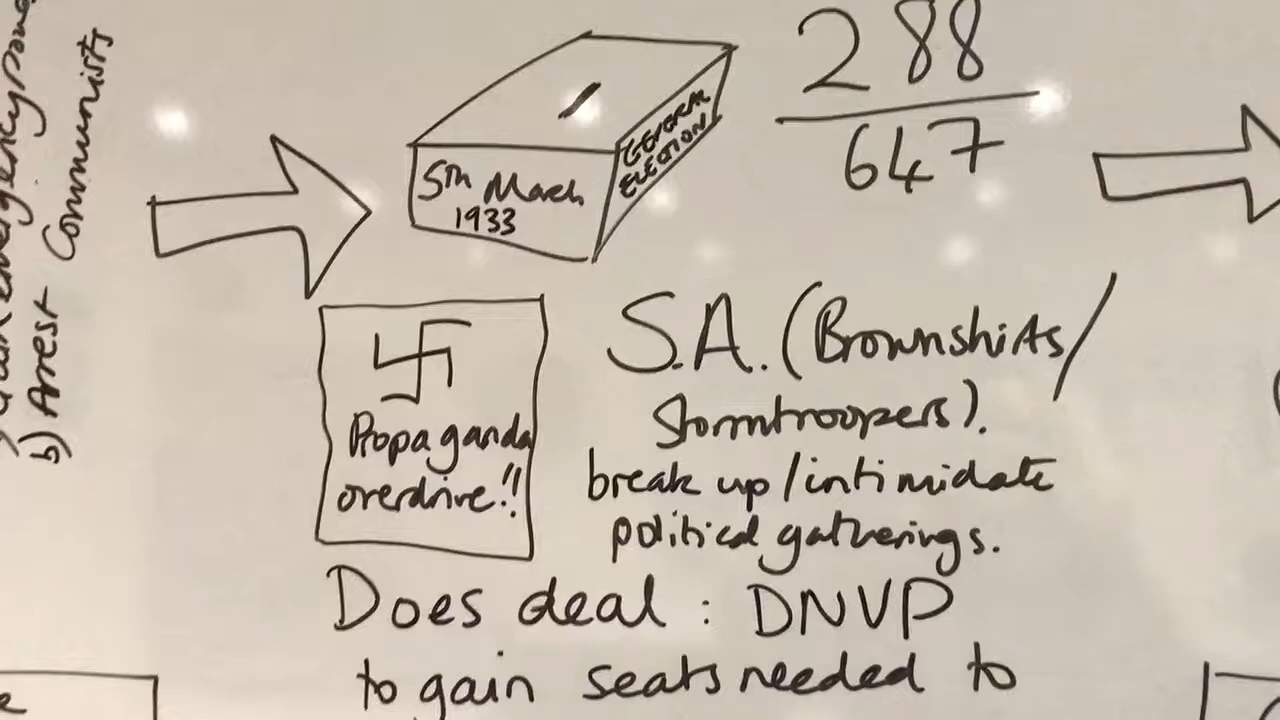 b) Arrest Communists
5th March
1933
GENERAL
ELECTION
288
647
Propaganda
overdrive!!
S.A. (Brownshirts/
Stormtroopers).
break up/intimidate
political gatherings.
Does deal : DNVP
to gain seats needed to